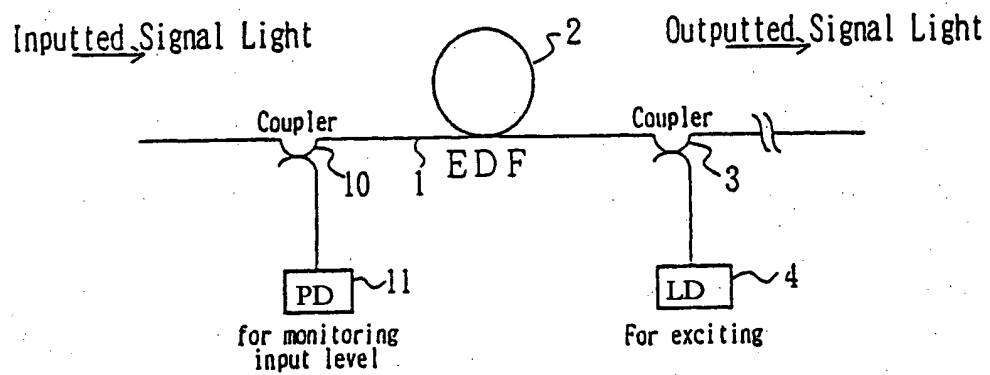 Inputted Signal Light
Outputted Signal Light
2
Coupler
Coupler
10
1
EDF
3
PD
11
LD
4
for monitoring
input level
For exciting